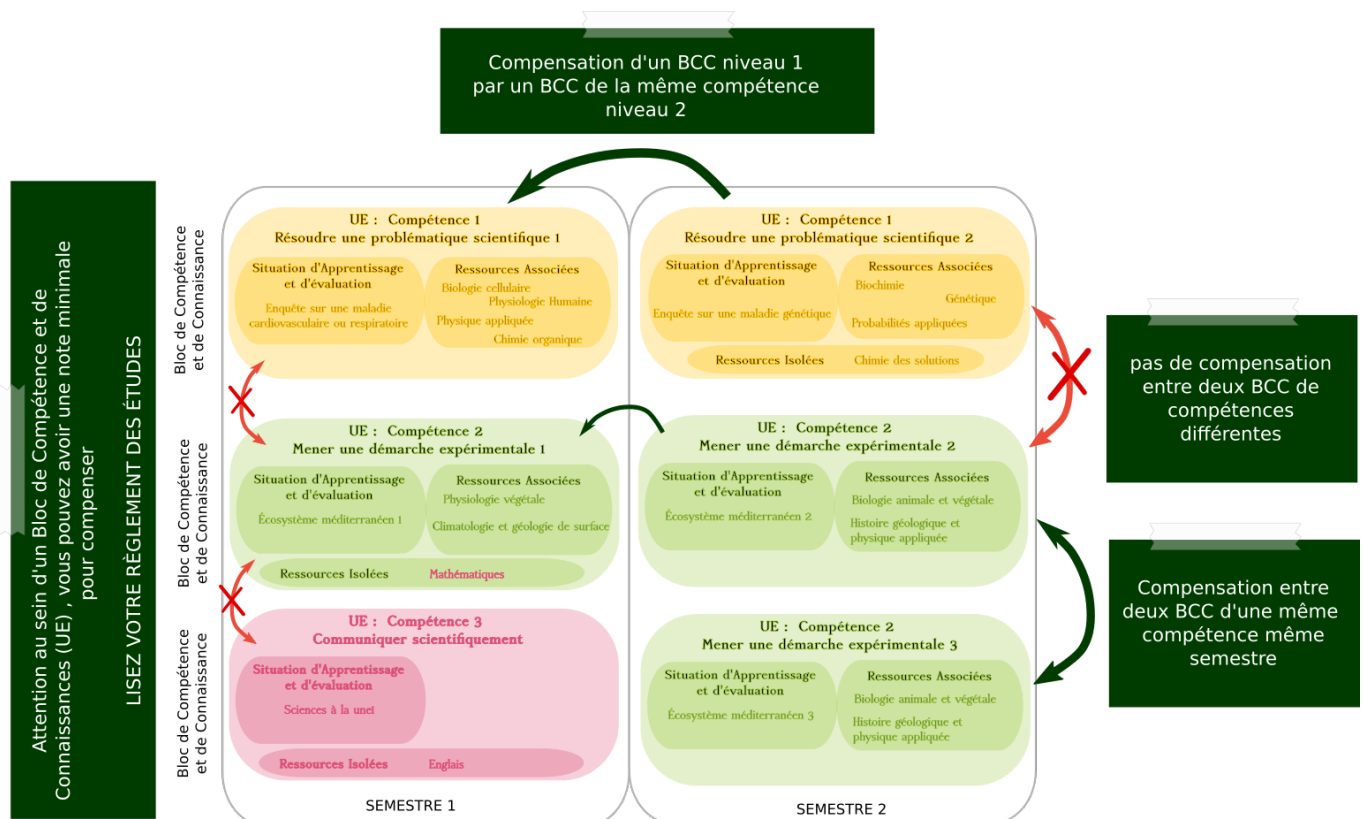 Compensation d'un BCC niveau 1
par un BCC de la même compétence
niveau 2
Attention au sein d'un Bloc de Compétence et de
Connaissances (UE) , vous pouvez avoir une note minimale
pour compenser
LISEZ VOTRE RÈGLEMENT DES ÉTUDES
Bloc de Compétence
et de Connaissance
UE : Compétence 1
Résoudre une problématique scientifique 1
Situation d'Apprentissage
et d'évaluation
Enquête sur une maladie
cardiovasculaire ou respiratoire
Ressources Associées
Biologie cellulaire
Physiologie Humaine
Physique appliquée
Chimie organique
UE : Compétence 1
Résoudre une problématique scientifique 2
Situation d'Apprentissage
et d'évaluation
Enquête sur une maladie génétique
Ressources Associées
Biochimie
Génétique
Probabilités appliquées
Ressources Isolées Chimie des solutions
pas de compensation
entre deux BCC de
compétences
différentes
Bloc de Compétence
et de Connaissance
UE : Compétence 2
Mener une démarche expérimentale 1
Situation d'Apprentissage
et d'évaluation
Écosystème méditerranéen 1
Ressources Associées
Physiologie végétale
Climatologie et géologie de surface
Ressources Isolées Mathématiques
UE : Compétence 2
Mener une démarche expérimentale 2
Situation d'Apprentissage
et d'évaluation
Écosystème méditerranéen 2
Ressources Associées
Biologie animale et végétale
Histoire géologique et
physique appliquée
Compensation entre
deux BCC d'une même
compétence même
semestre
Bloc de Compétence
et de Connaissance
UE : Compétence 3
Communiquer scientifiquement
Situation d'Apprentissage
et d'évaluation
Sciences à la une!
Ressources Isolées Englais
UE : Compétence 2
Mener une démarche expérimentale 3
Situation d'Apprentissage
et d'évaluation
Écosystème méditerranéen 3
Ressources Associées
Biologie animale et végétale
Histoire géologique et
physique appliquée
SEMESTRE 1
SEMESTRE 2